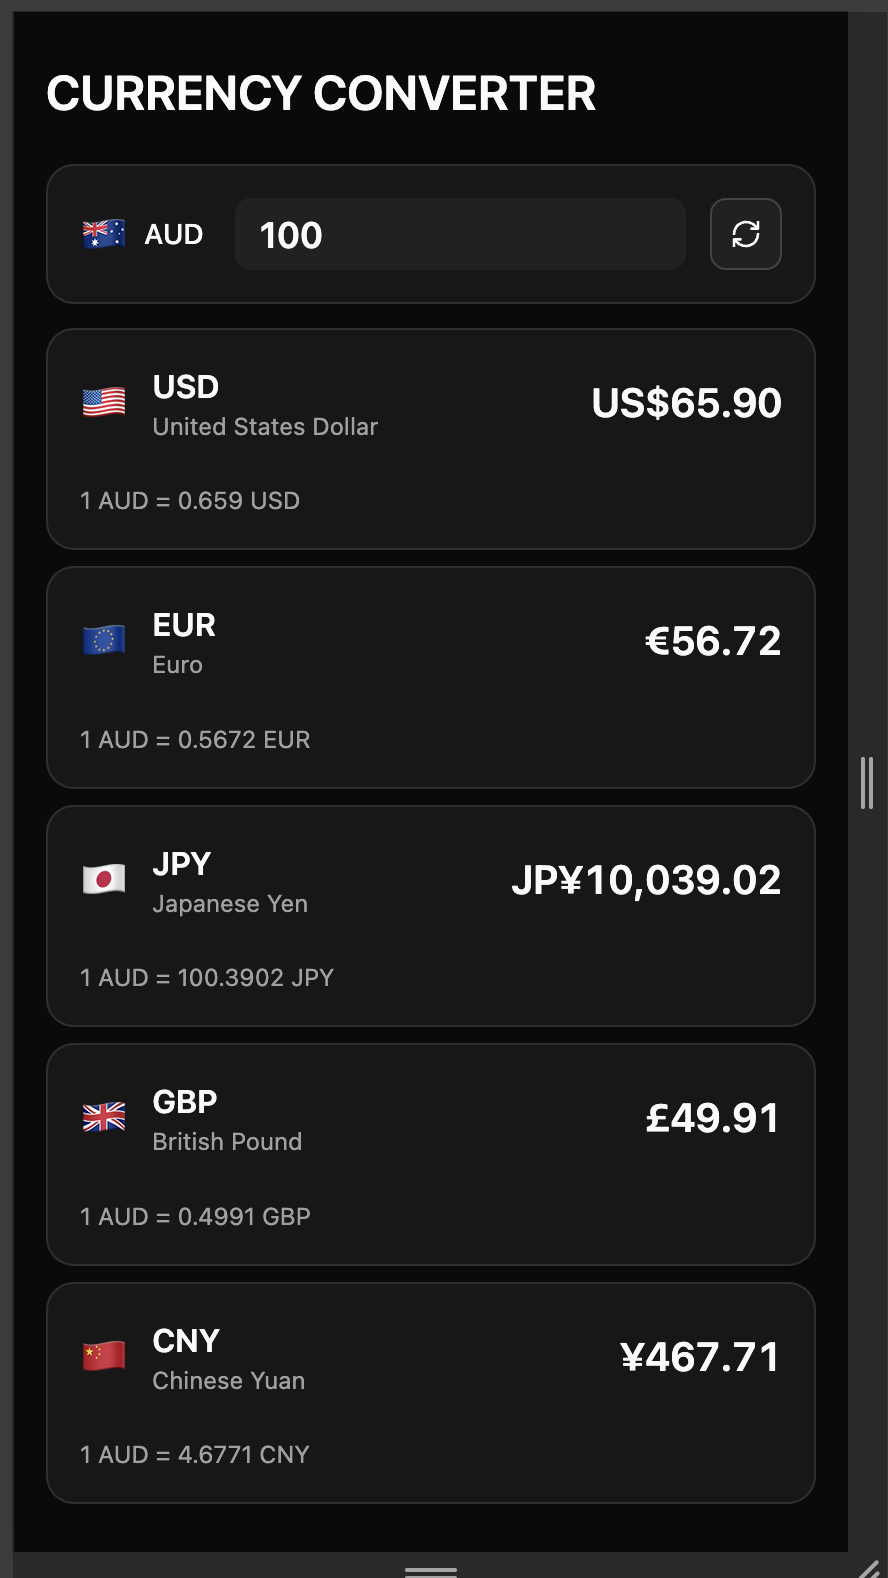 CURRENCY CONVERTER
AUD 100
USD
United States Dollar
US$65.90
1 AUD = 0.659 USD
EUR
Euro
€56.72
1 AUD = 0.5672 EUR
JPY
Japanese Yen
JP¥10,039.02
1 AUD = 100.3902 JPY
GBP
British Pound
£49.91
1 AUD = 0.4991 GBP
CNY
Chinese Yuan
¥467.71
1 AUD = 4.6771 CNY